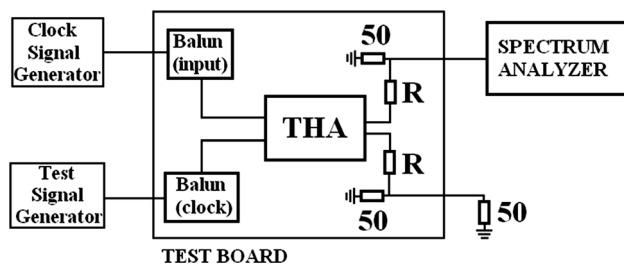 Clock
Signal
Generator
Balun
(input)
50
SPECTRUM
ANALYZER
R
THA
R
Test
Signal
Generator
Balun
(clock)
50
50
TEST BOARD